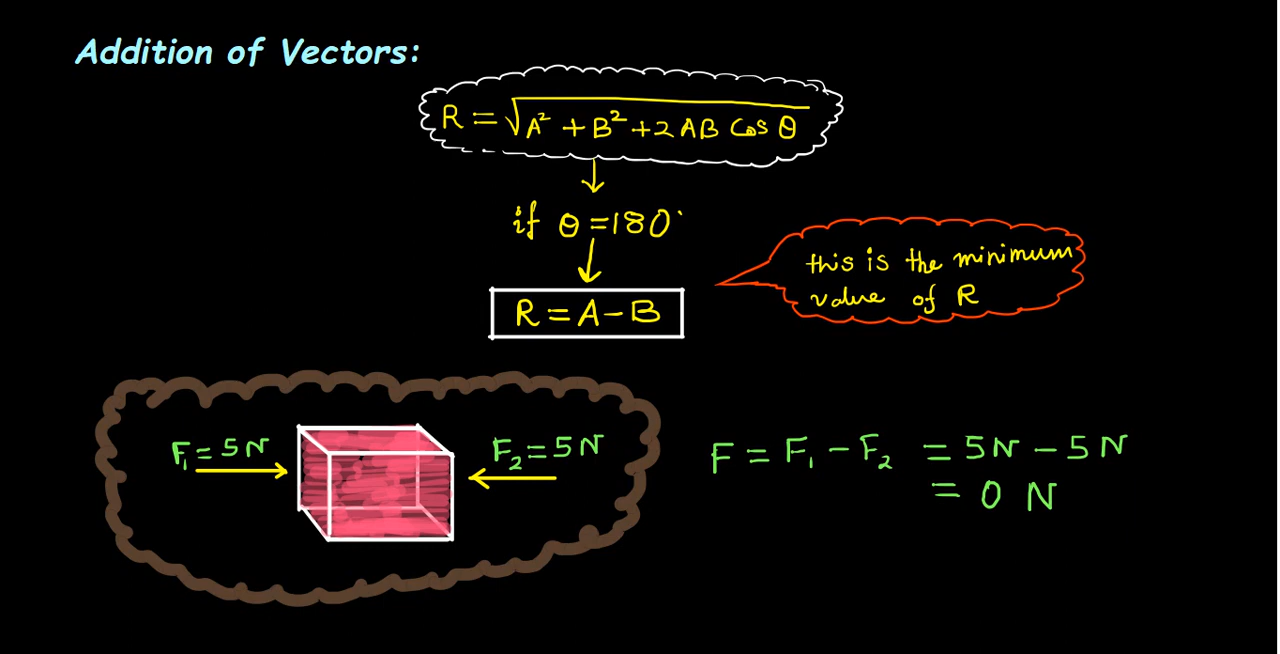 Addition of Vectors:
R = √A² + B² + 2 AB Cos θ
if θ = 180°
R = A - B
this is the minimum
value of R
F₁ = 5N
F₂ = 5N
F = F₁ - F₂ = 5N - 5N
= 0 N